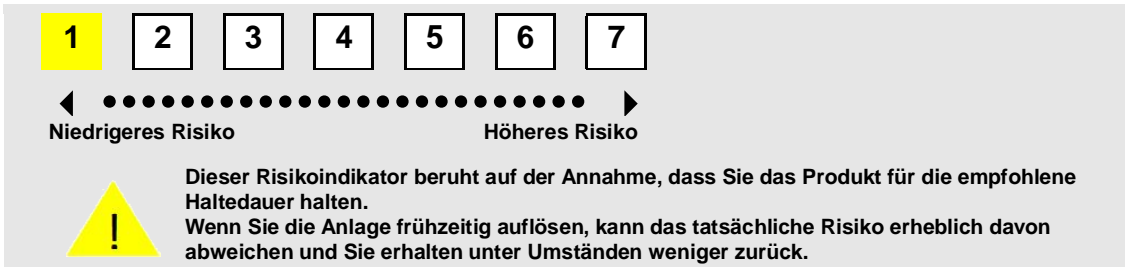 1 2 3 4 5 6 7
Niedrigeres Risiko Höheres Risiko
Dieser Risikoindikator beruht auf der Annahme, dass Sie das Produkt für die empfohlene
Haltedauer halten.
Wenn Sie die Anlage frühzeitig auflösen, kann das tatsächliche Risiko erheblich davon
abweichen und Sie erhalten unter Umständen weniger zurück.
!